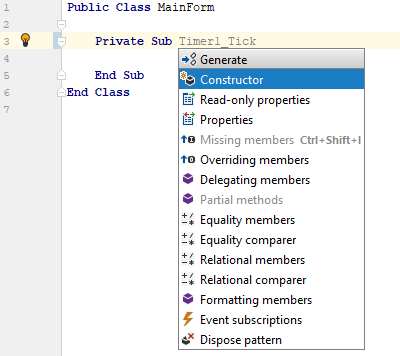 1 Public Class MainForm
2
3 Private Sub Timer1_Tick
4
5 End Sub
6 End Class
7
Generate
Constructor
Read-only properties
Properties
Missing members Ctrl+Shift+I
Overriding members
Delegating members
Partial methods
Equality members
Equality comparer
Relational members
Relational comparer
Formatting members
Event subscriptions
Dispose pattern